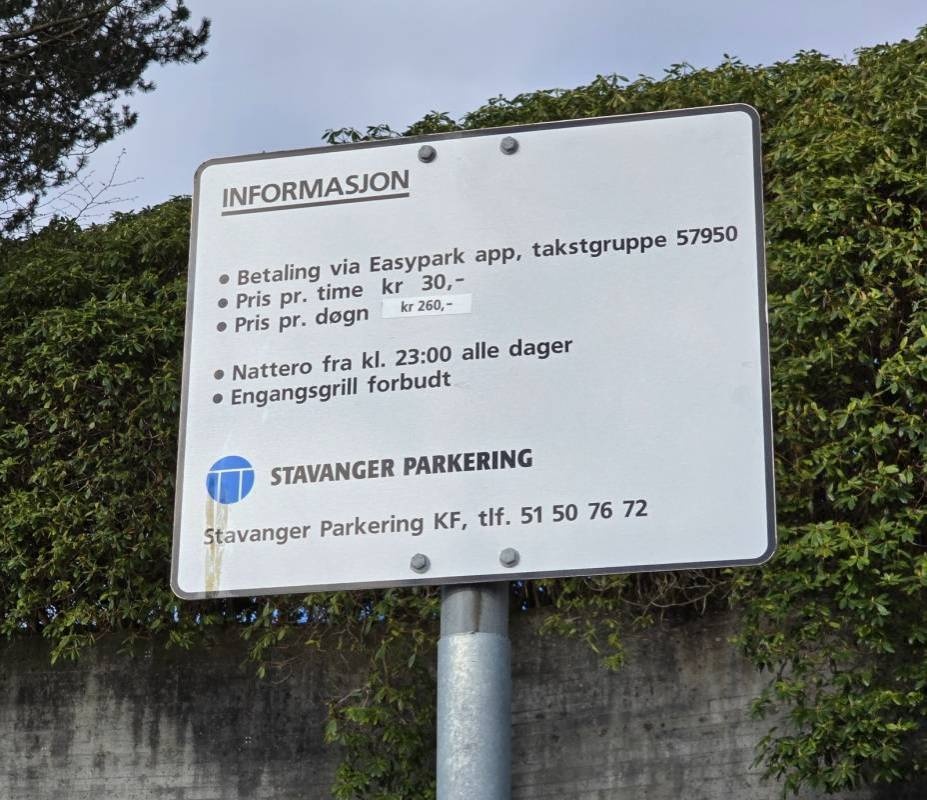 INFORMASJON
• Betaling via Easypark app, takstgruppe 57950
• Pris pr. time kr 30,-
• Pris pr. døgn kr 260,-
• Nattero fra kl. 23:00 alle dager
• Engangsgrill forbudt
STAVANGER PARKERING
Stavanger Parkering KF, tlf. 51 50 76 72